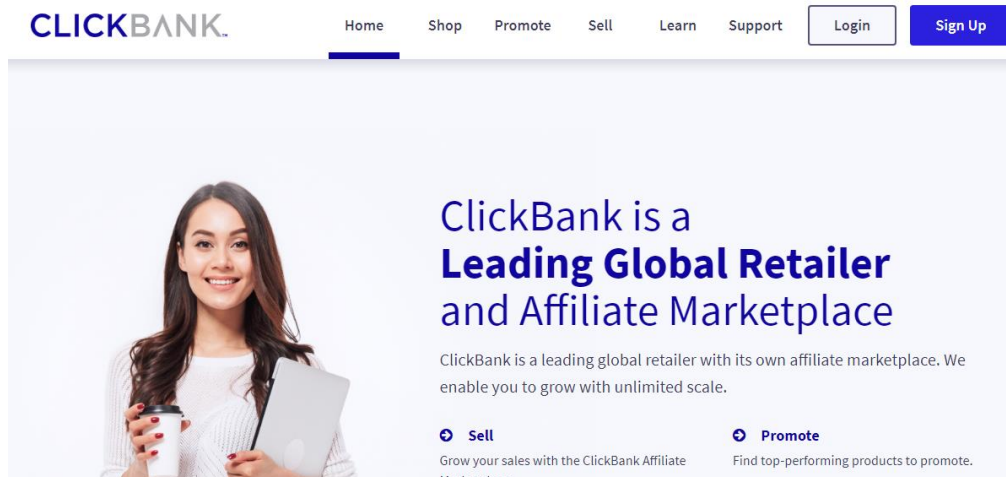 CLICKBANK™
Home Shop Promote Sell Learn Support Login Sign Up
ClickBank is a
Leading Global Retailer
and Affiliate Marketplace
ClickBank is a leading global retailer with its own affiliate marketplace. We
enable you to grow with unlimited scale.
Sell
Grow your sales with the ClickBank Affiliate
Promote
Find top-performing products to promote.